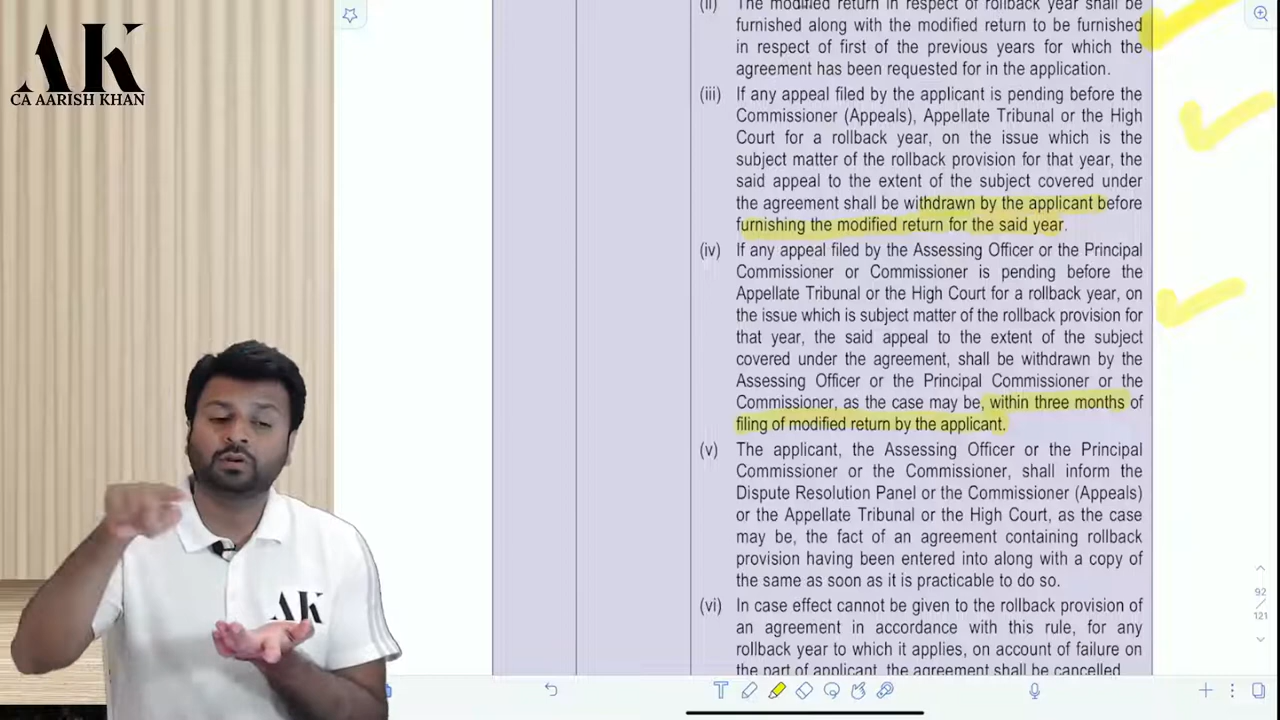 AK
CA AARISH KHAN
AK
(ii) The modified return in respect of rollback year shall be
furnished along with the modified return to be furnished
in respect of first of the previous years for which the
agreement has been requested for in the application.
(iii) If any appeal filed by the applicant is pending before the
Commissioner (Appeals), Appellate Tribunal or the High
Court for a rollback year, on the issue which is the
subject matter of the rollback provision for that year, the
said appeal to the extent of the subject covered under
the agreement shall be withdrawn by the applicant before
furnishing the modified return for the said year.
(iv) If any appeal filed by the Assessing Officer or the Principal
Commissioner or Commissioner is pending before the
Appellate Tribunal or the High Court for a rollback year, on
the issue which is subject matter of the rollback provision for
that year, the said appeal to the extent of the subject
covered under the agreement, shall be withdrawn by the
Assessing Officer or the Principal Commissioner or the
Commissioner, as the case may be, within three months of
filing of modified return by the applicant.
(v) The applicant, the Assessing Officer or the Principal
Commissioner or the Commissioner, shall inform the
Dispute Resolution Panel or the Commissioner (Appeals)
or the Appellate Tribunal or the High Court, as the case
may be, the fact of an agreement containing rollback
provision having been entered into along with a copy of
the same as soon as it is practicable to do so.
(vi) In case effect cannot be given to the rollback provision of
an agreement in accordance with this rule, for any
rollback year to which it applies, on account of failure on
the part of applicant, the agreement shall be cancelled
92
/
121